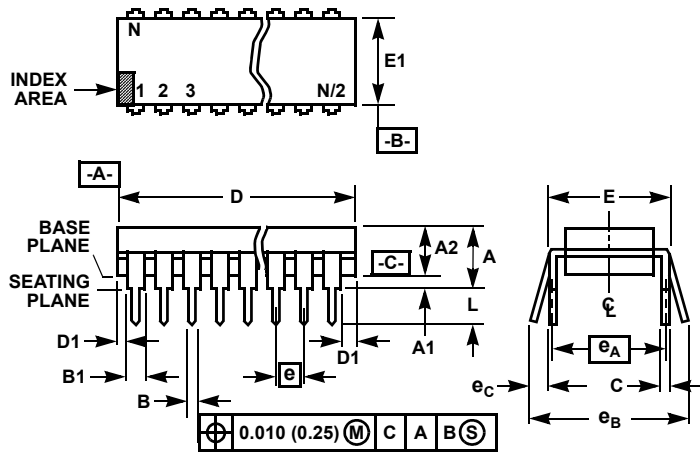 N
E1
INDEX
AREA
1 2 3 N/2
-B-
-A-
D
E
BASE
PLANE
A2
A
-C-
SEATING
PLANE
L
D1
A1
D1
B1
e
eA
B
eC
C
eB
0.010 (0.25) M C A B S